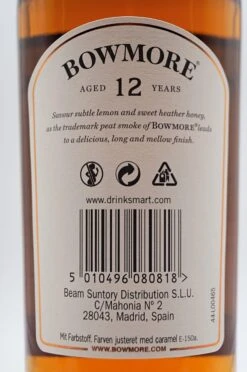 BOWMORE®
AGED 12 YEARS
Savour subtle lemon and sweet heather honey,
as the trademark peat smoke of BOWMORE® leads
to a delicious, long and mellow finish.
www.drinksmart.com
5 010496 080818 >
Beam Suntory Distribution S.L.U.
C/Mahonia Nº 2
28043, Madrid, Spain
Mit Farbstoff. Farven justeret med caramel E-150a.
WWW.BOWMORE.COM
A4-L00465